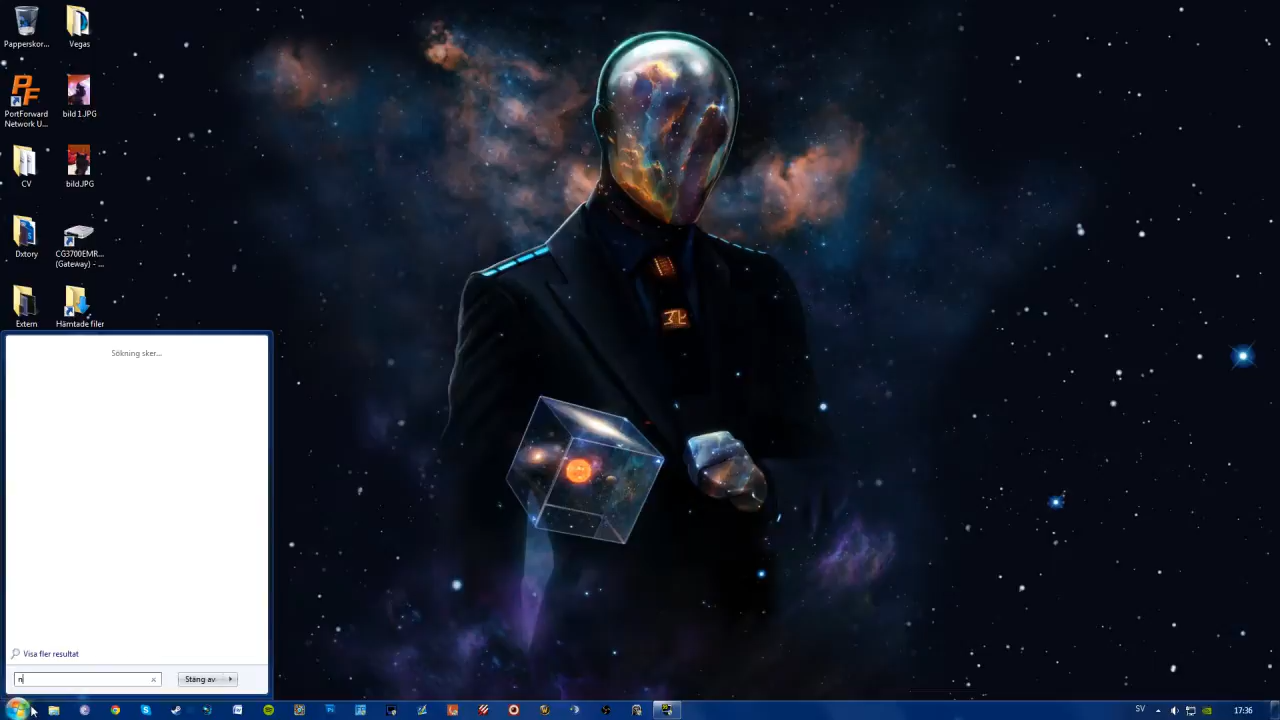 Papperskor...
Vegas
PortForward
Network U...
bild 1.JPG
CV
bild.JPG
Dxtory
CG3700EMR...
(Gateway) - ...
Extern
Hämtade filer
Sökning sker...
Visa fler resultat
n
Stäng av
SV
17:36